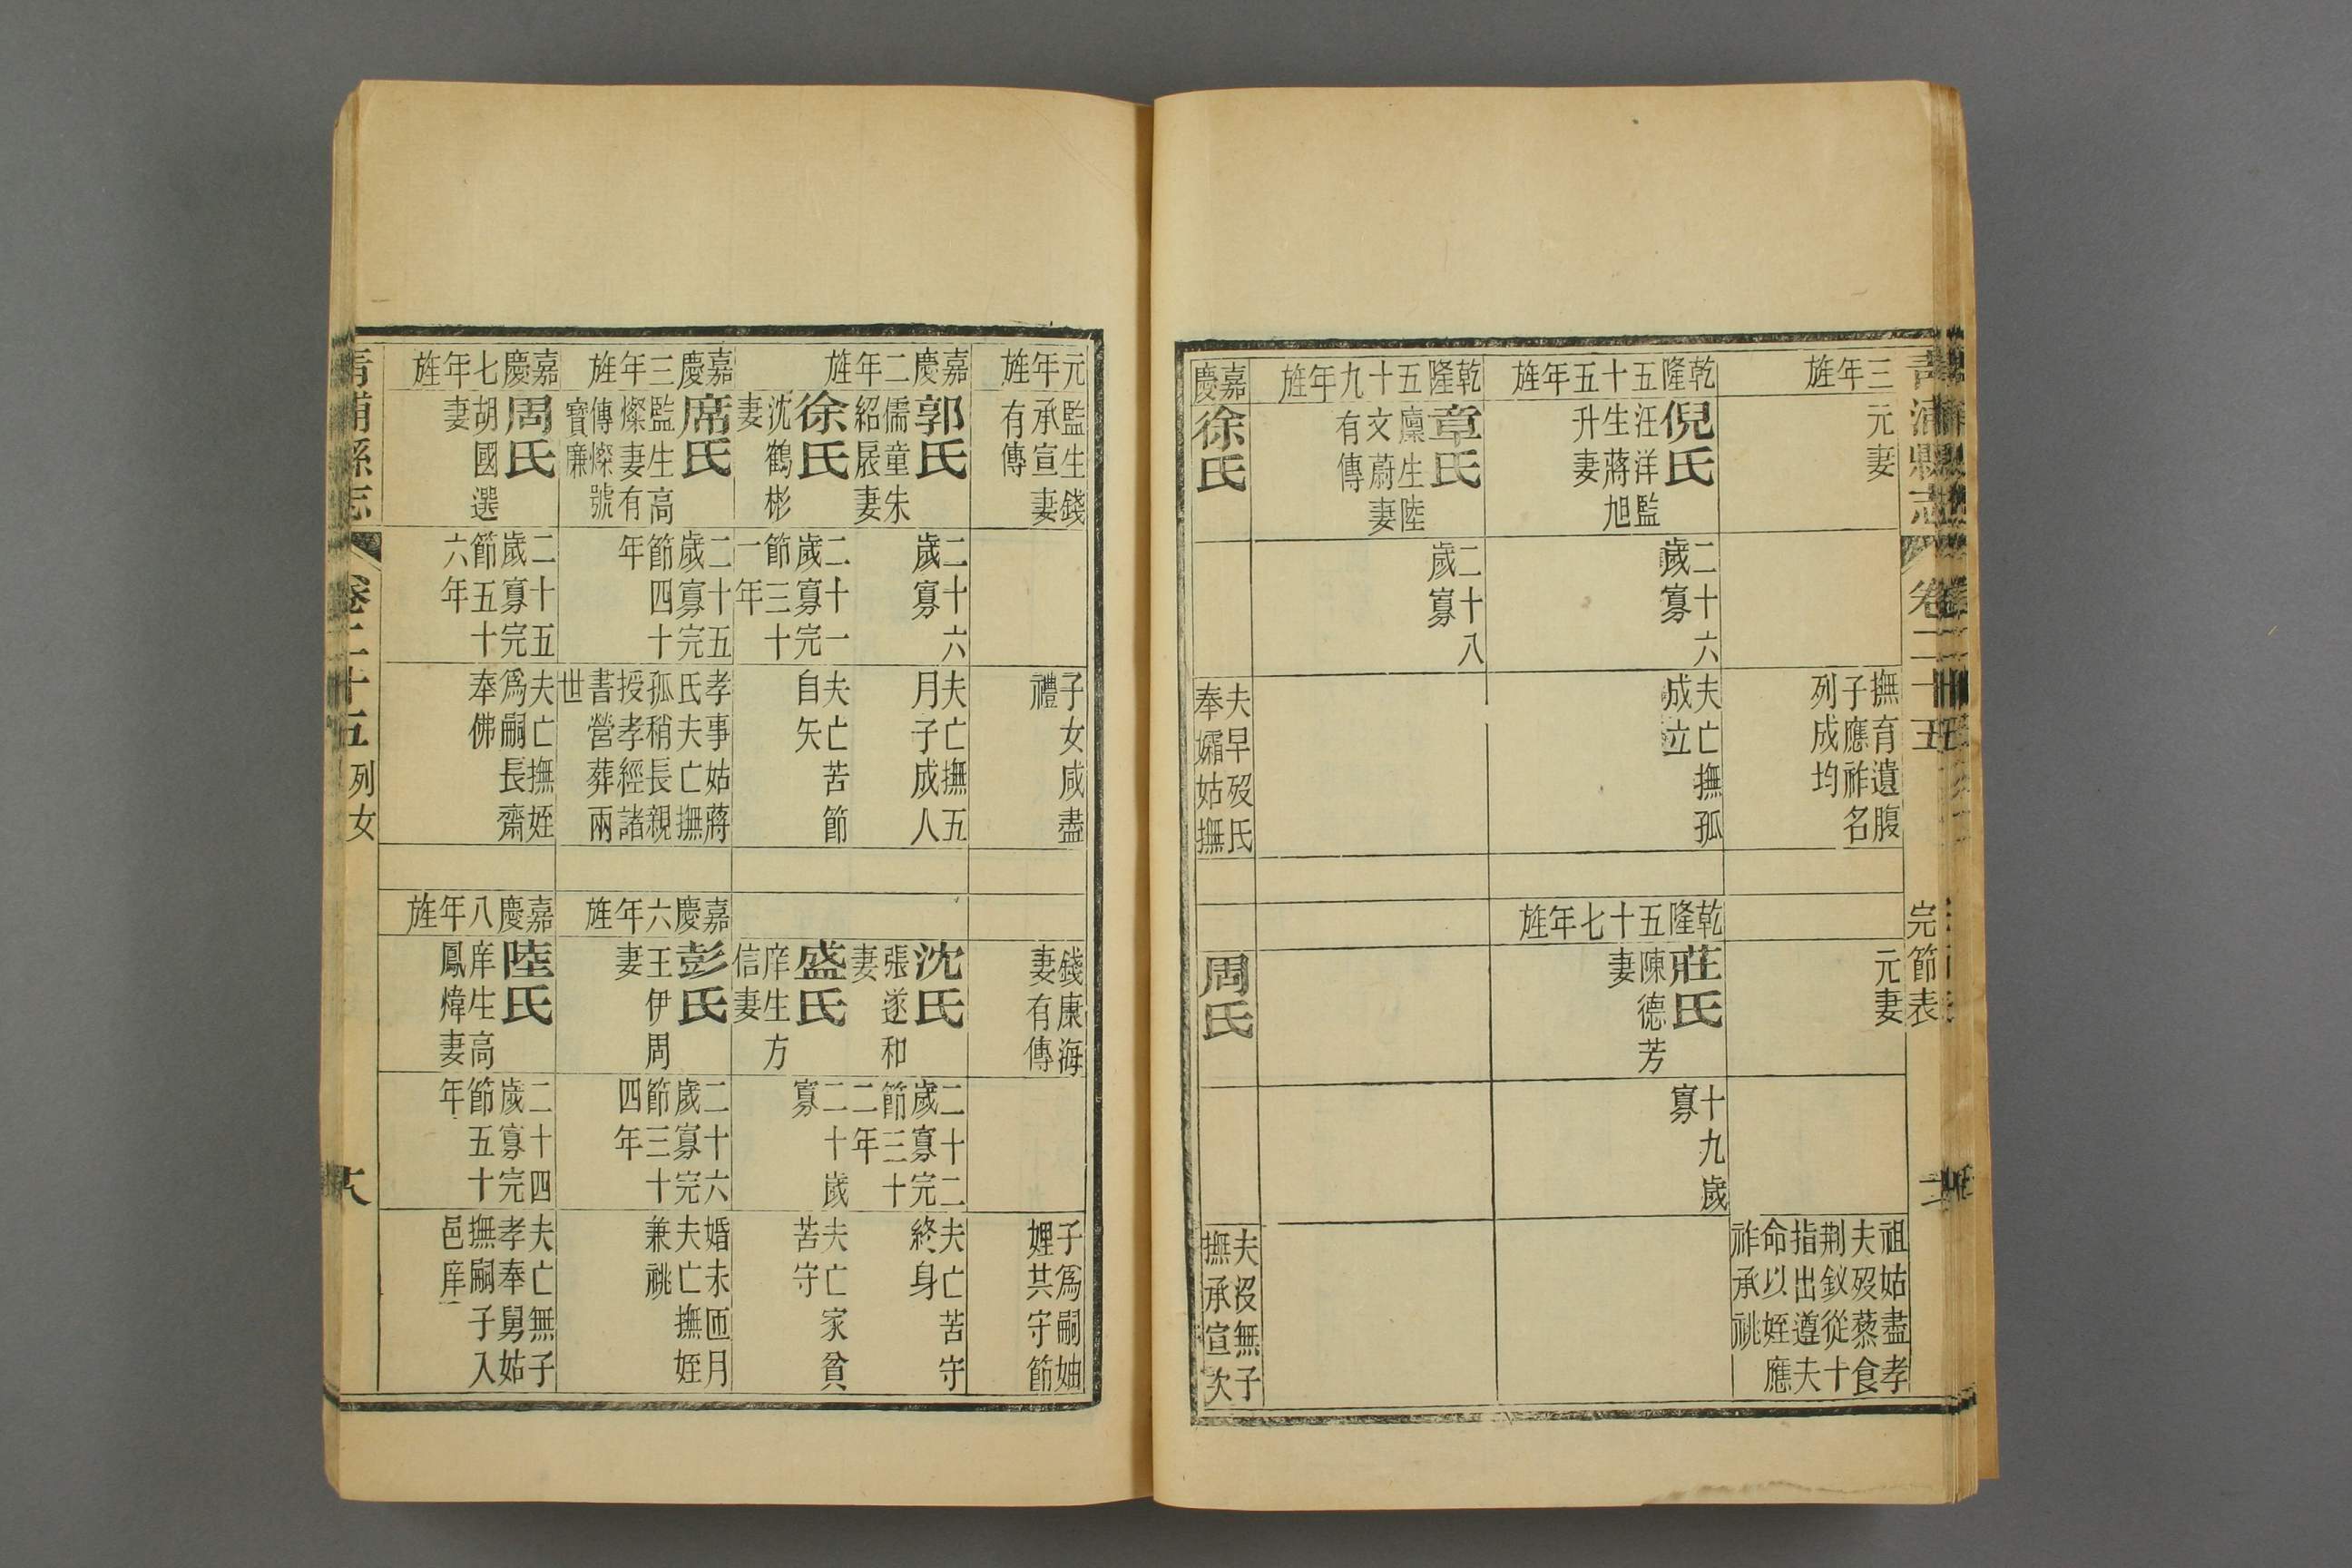 青浦縣志
卷二十五
完節表
三年旌
元妻
撫育遺腹
子應祚名
列成均
乾隆五十五年旌
倪氏
汪洋監
生蔣旭
升妻
二十六
歲寡
夫亡撫孤
成立
乾隆五十九年旌
章氏
廩生陸
文蔚妻
有傳
二十八
歲寡
嘉慶
徐氏
夫早歿氏
奉孀姑撫
元妻
祖姑盡孝
夫歿藜食
荆釵從十
指出遵夫
命以姪應
祚承祧
乾隆五十七年旌
莊氏
陳德芳
妻
十九歲
寡
周氏
夫沒無子
撫承宣次
元年旌
監生錢
承宣妻
有傳
子女咸盡
禮
嘉慶二年旌
郭氏
儒童朱
紹扆妻
二十六
歲寡
夫亡撫五
月子成人
徐氏
沈鶴彬
妻
二十一
歲寡完
節三十
一年
夫亡苦節
自矢
嘉慶三年旌
席氏
監生高
燦妻有
傳燦號
寶廉
二十五
歲寡完
節四十
年
孝事姑蔣
氏夫亡撫
孤稍長親
授孝經諸
書營葬兩
世
嘉慶七年旌
周氏
胡國選
妻
二十五
歲寡完
節五十
六年
夫亡撫姪
爲嗣長齋
奉佛
錢康海
妻有傳
子爲嗣妯
娌共守節
沈氏
張遂和
妻
二十二
歲寡完
節三十
二年
夫亡苦守
終身
盛氏
庠生方
信妻
二十歲
寡
夫亡家貧
苦守
嘉慶六年旌
彭氏
王伊周
妻
二十六
歲寡完
節三十
四年
婚未匝月
夫亡撫姪
兼祧
嘉慶八年旌
陸氏
庠生高
鳳煒妻
二十四
歲寡完
節五十
年
夫亡無子
孝奉舅姑
撫嗣子入
邑庠
青浦縣志
卷二十五
列女